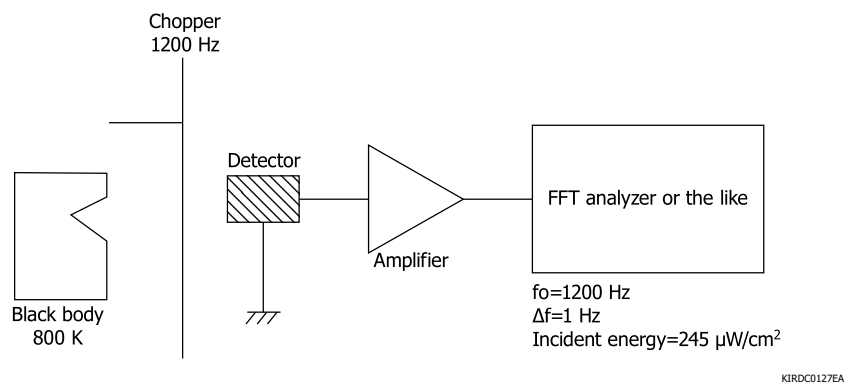 Chopper
1200 Hz
Detector
FFT analyzer or the like
Amplifier
Black body
800 K
fo=1200 Hz
Δf=1 Hz
Incident energy=245 μW/cm²
KIRDC0127EA